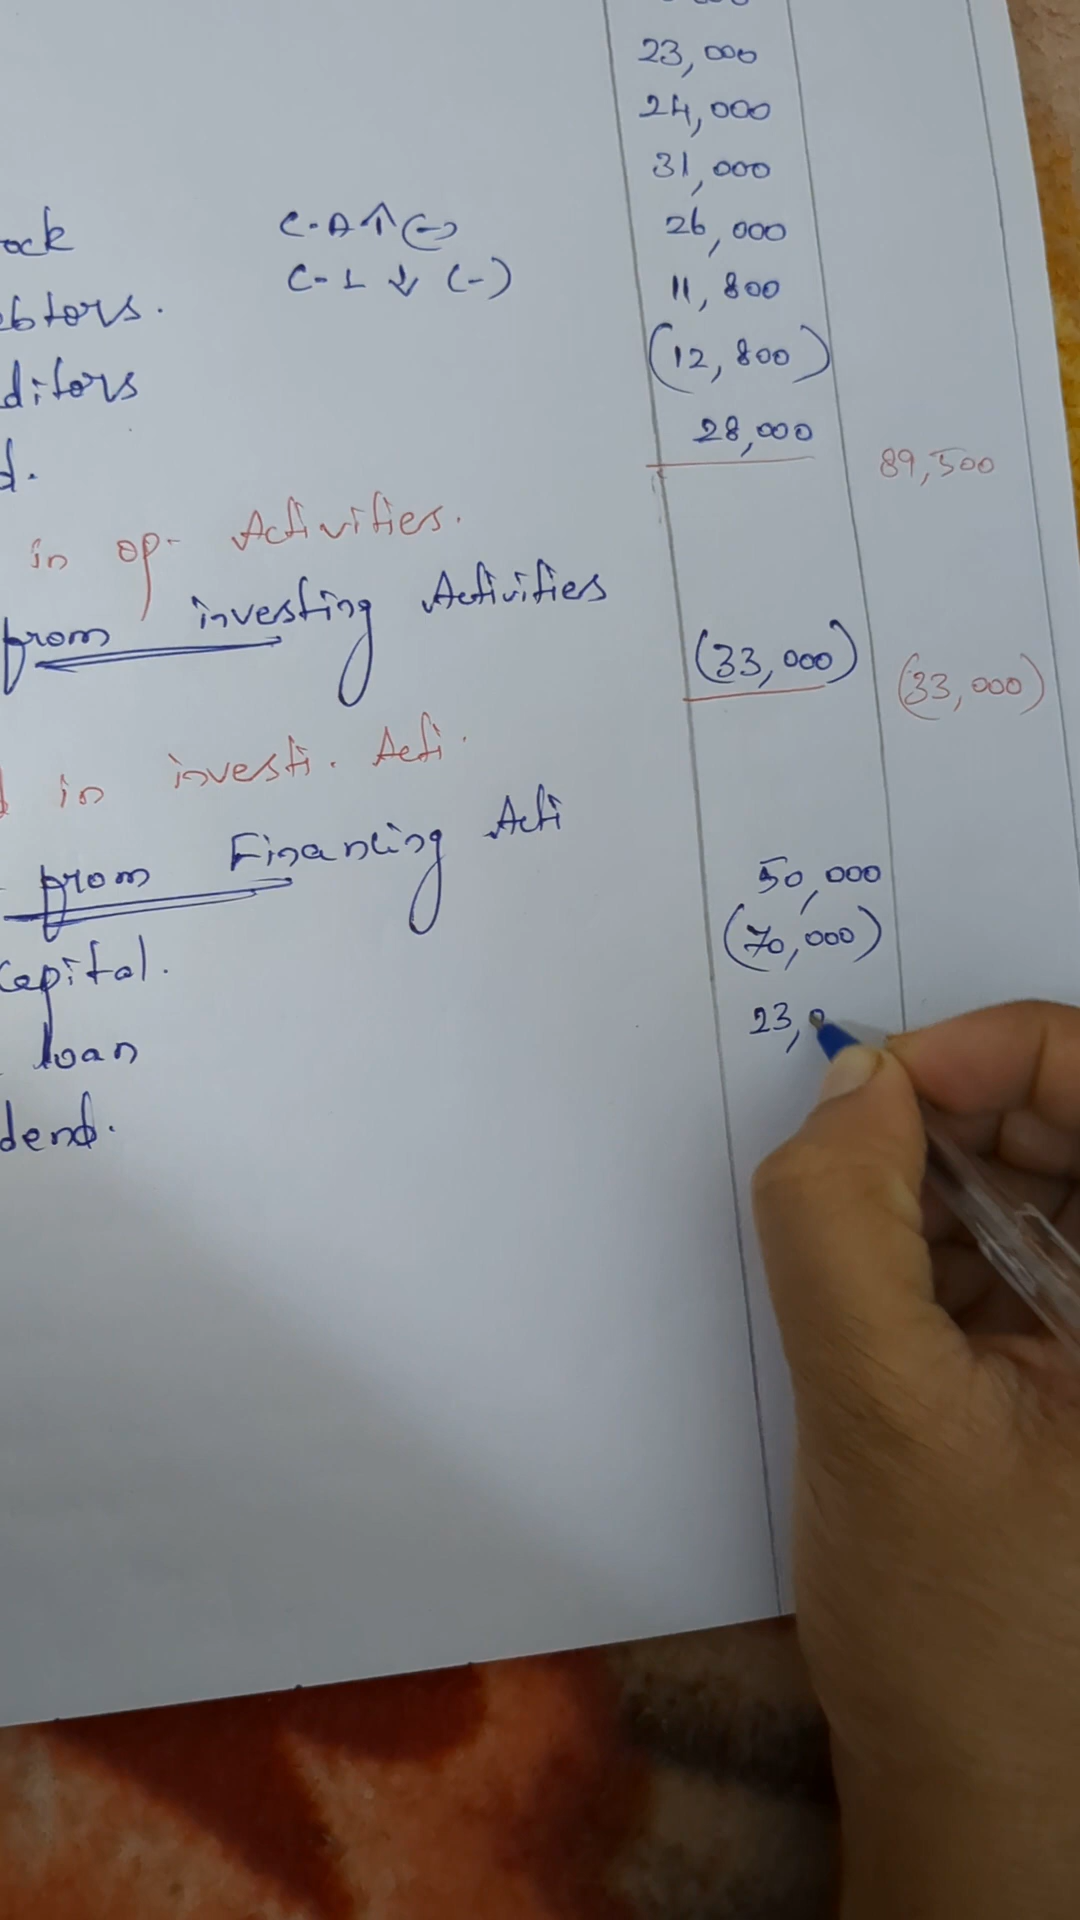 23,000
24,000
31,000
ock C.A↑(-) 26,000
C-L ↓ (-) 11,800
ebtors.
ditors (12,800)
d. 28,000
89,500
in op- Activities.
from investing Activities
(33,000) (33,000)
d in investi. Acti.
from Financing Acti
50,000
Capital. (70,000)
loan 23,0
dend.